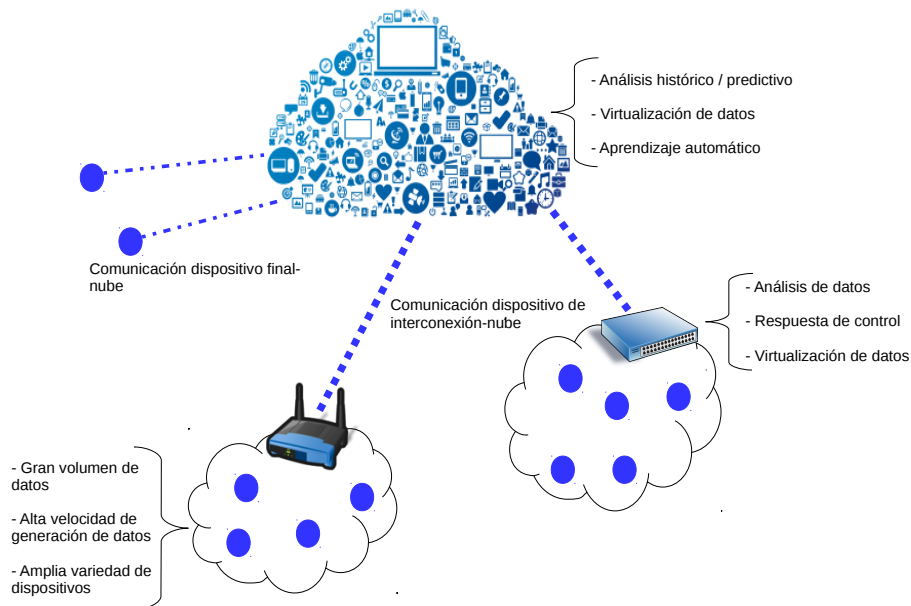 - Análisis histórico / predictivo
- Virtualización de datos
- Aprendizaje automático
Comunicación dispositivo final-
nube
Comunicación dispositivo de
interconexión-nube
- Análisis de datos
- Respuesta de control
- Virtualización de datos
- Gran volumen de
datos
- Alta velocidad de
generación de datos
- Amplia variedad de
dispositivos